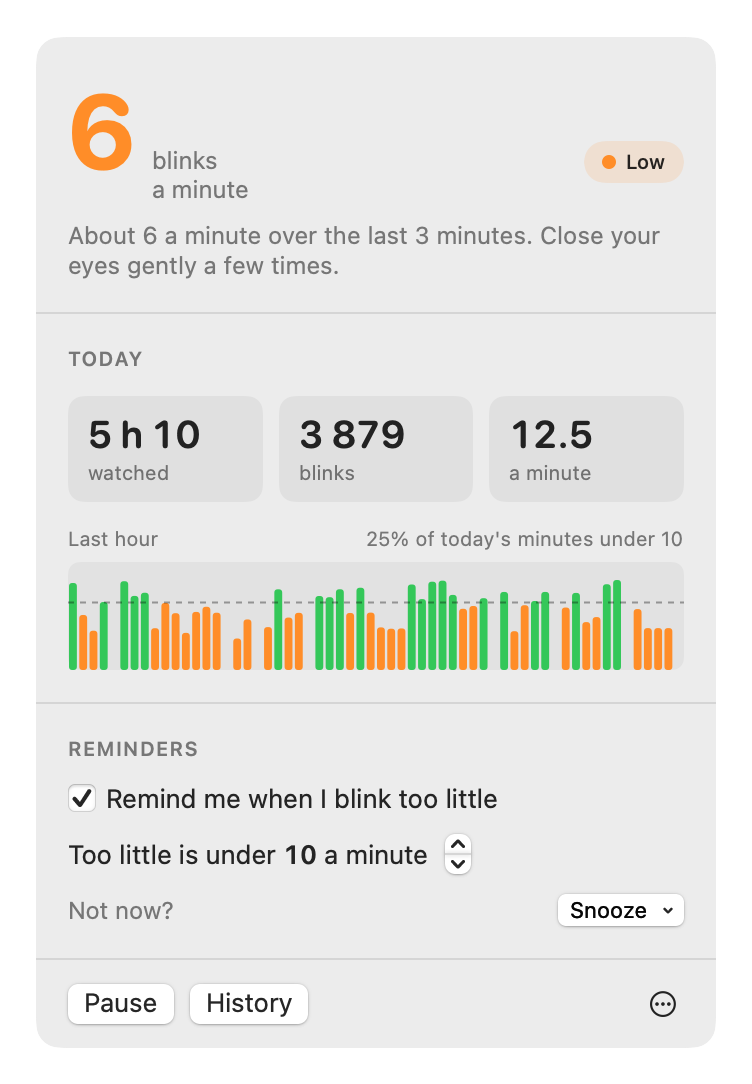 6
blinks
a minute
Low
About 6 a minute over the last 3 minutes. Close your
eyes gently a few times.
TODAY
5 h 10
watched
3 879
blinks
12.5
a minute
Last hour
25% of today's minutes under 10
REMINDERS
Remind me when I blink too little
Too little is under 10 a minute
Not now?
Snooze
Pause
History